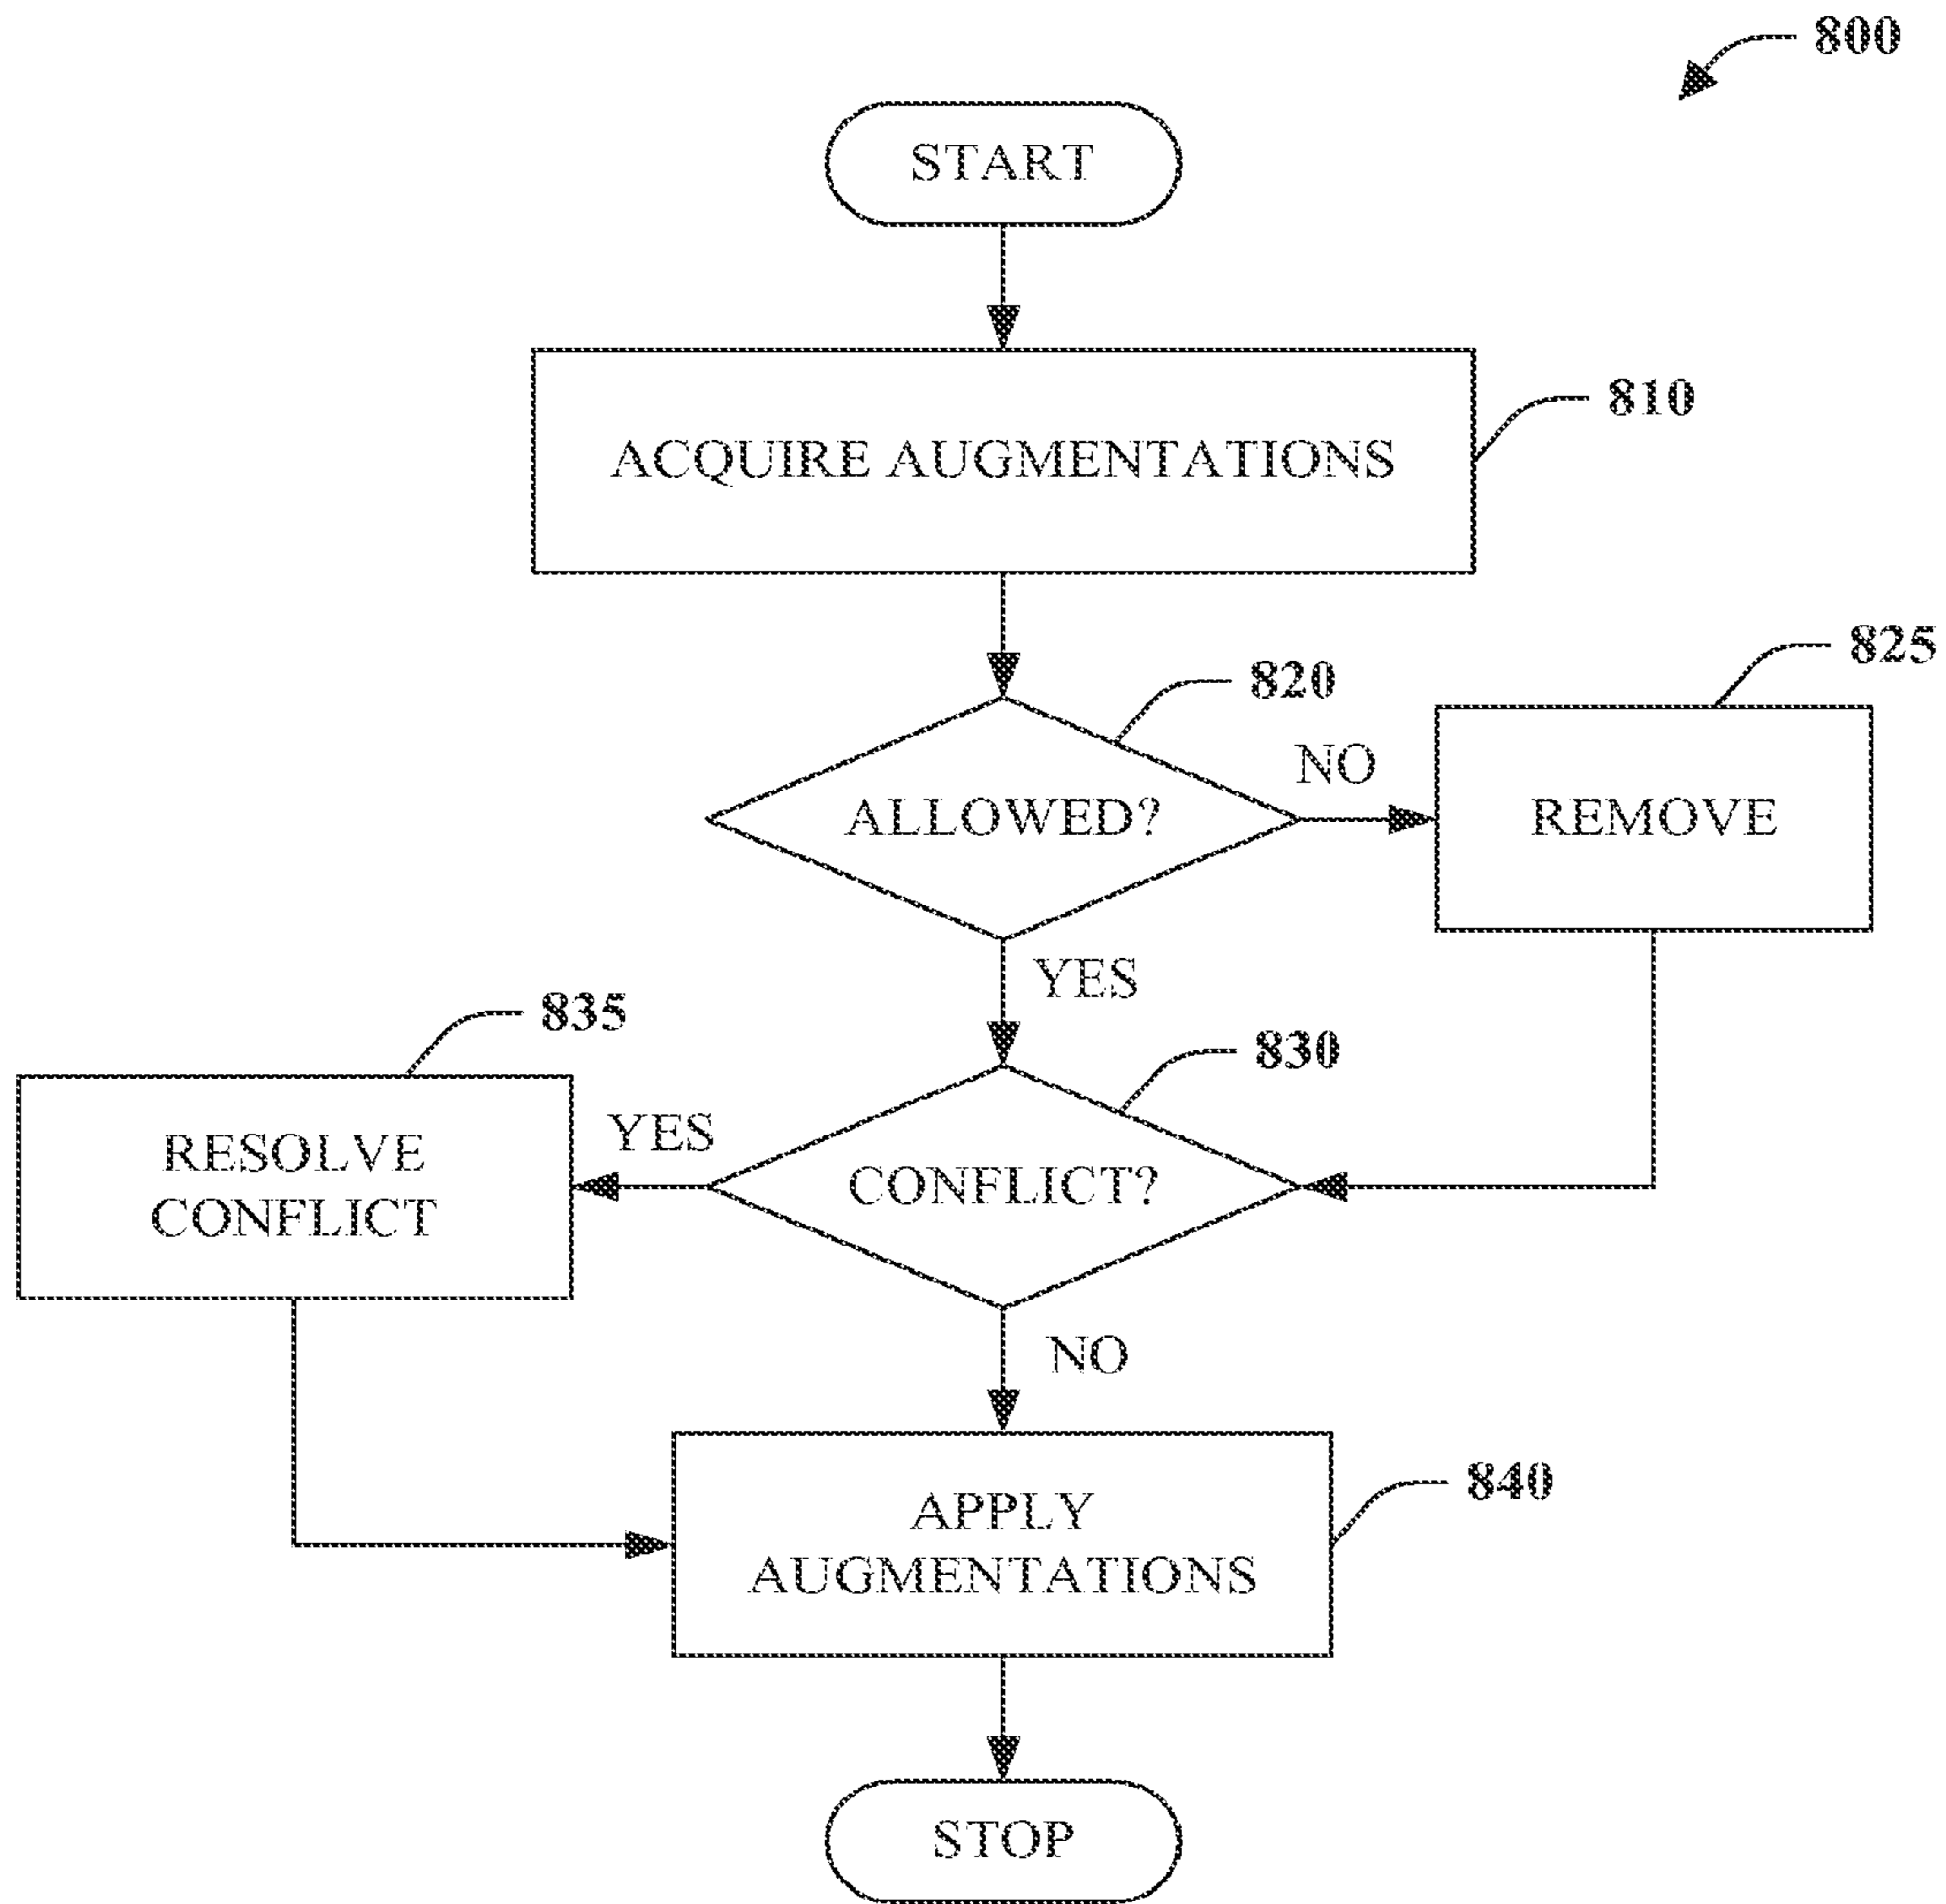 800
START
ACQUIRE AUGMENTATIONS
810
ALLOWED?
820
NO
REMOVE
825
YES
CONFLICT?
830
YES
RESOLVE
CONFLICT
835
NO
APPLY
AUGMENTATIONS
840
STOP